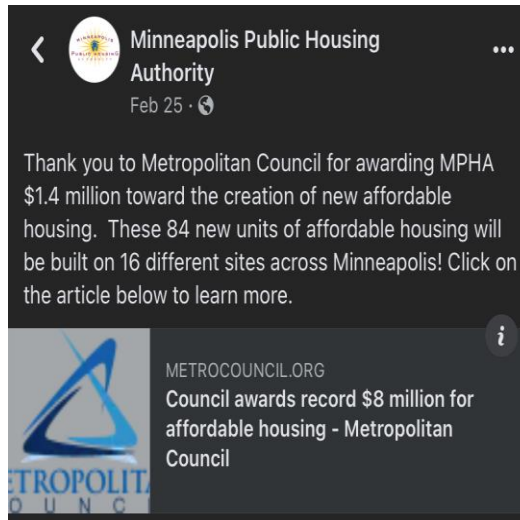 Minneapolis Public Housing
Authority
Feb 25 ·
Thank you to Metropolitan Council for awarding MPHA
$1.4 million toward the creation of new affordable
housing.  These 84 new units of affordable housing will
be built on 16 different sites across Minneapolis! Click on
the article below to learn more.
METROCOUNCIL.ORG
Council awards record $8 million for
affordable housing - Metropolitan
Council
ETROPOLITA
OUNC